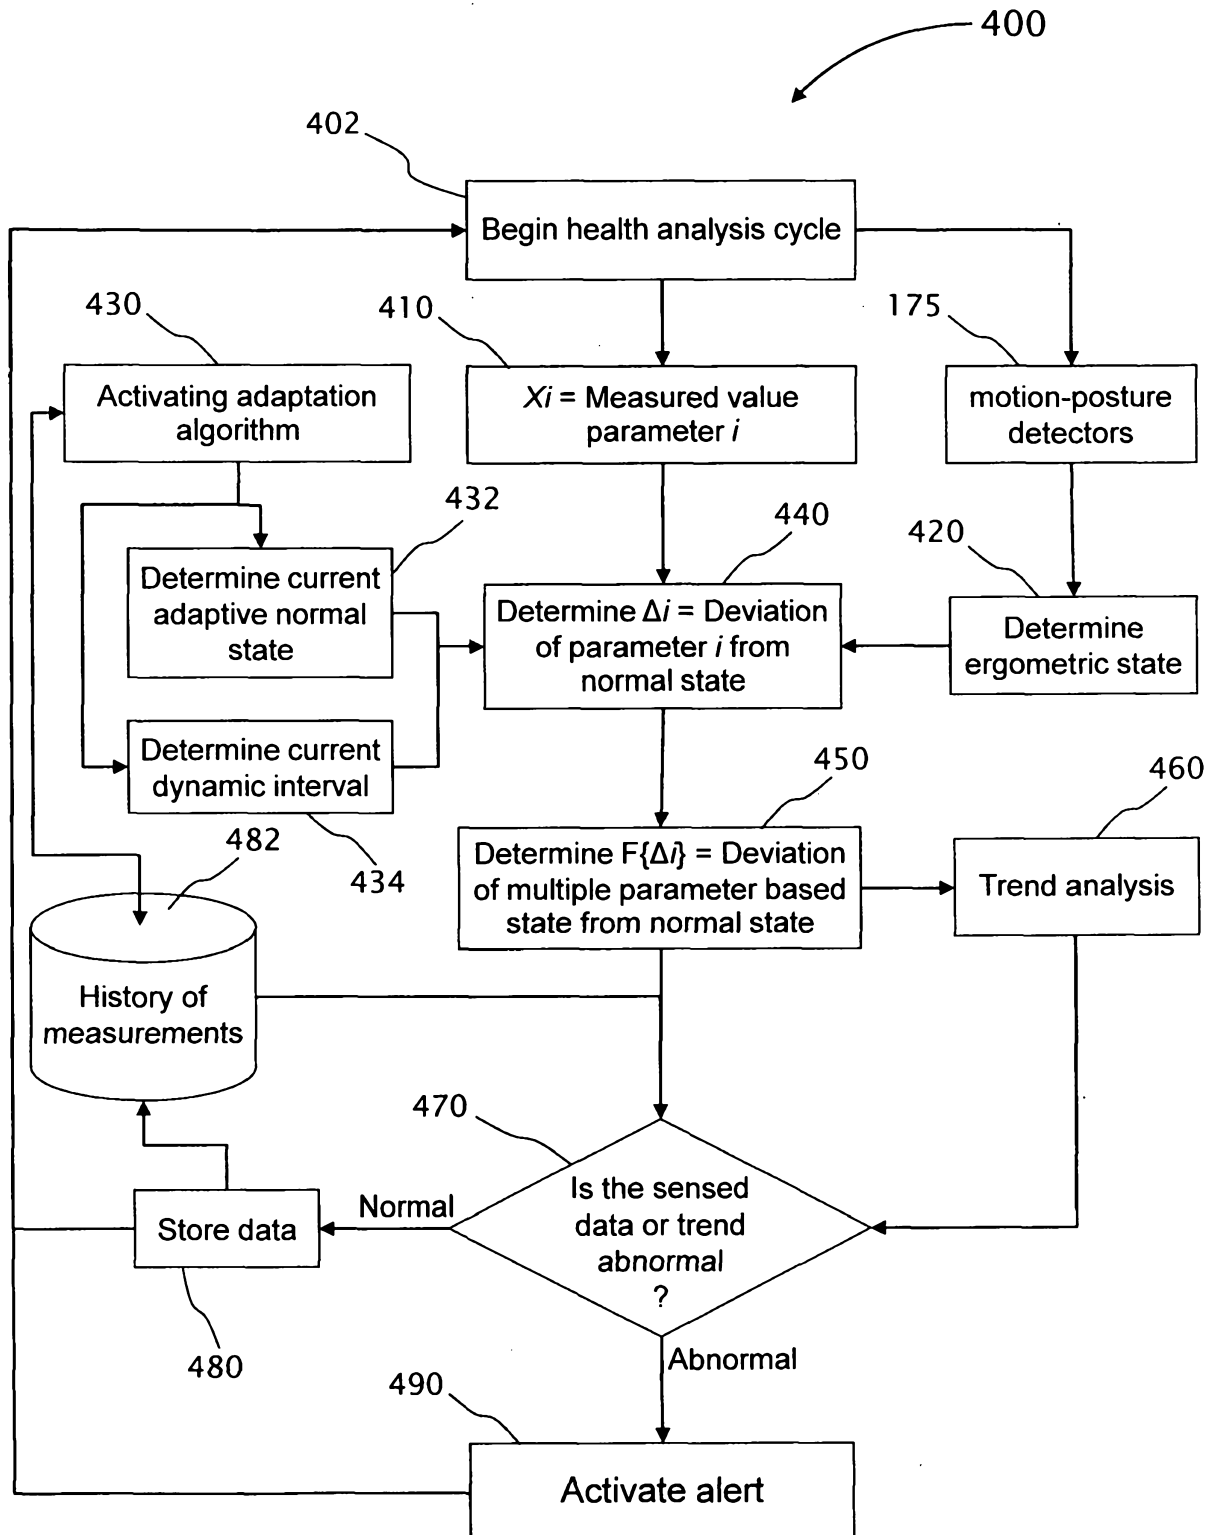 400
402
Begin health analysis cycle
430
410
175
Activating adaptation
algorithm
Xi = Measured value
parameter i
motion-posture
detectors
432
440
420
Determine current
adaptive normal
state
Determine Δi = Deviation
of parameter i from
normal state
Determine
ergometric state
Determine current
dynamic interval
434
450
460
482
Determine F{Δi} = Deviation
of multiple parameter based
state from normal state
Trend analysis
History of
measurements
470
Is the sensed
data or trend
abnormal
?
Normal
Store data
480
Abnormal
490
Activate alert